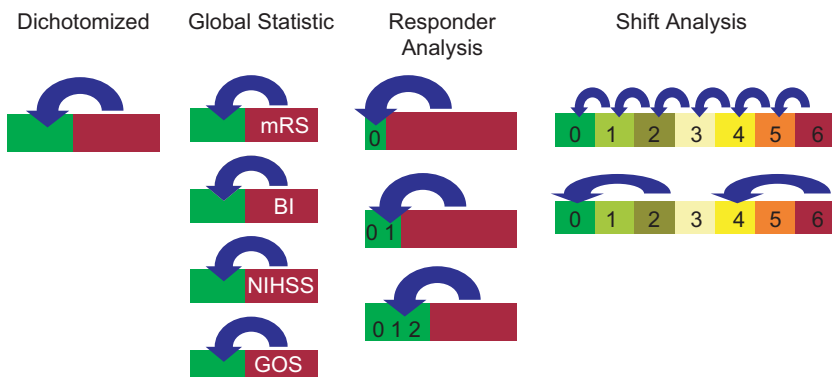 Dichotomized
Global Statistic
Responder
Analysis
Shift Analysis
mRS
BI
NIHSS
GOS
0
0 1
0 1 2
0 1 2 3 4 5 6
0 1 2 3 4 5 6